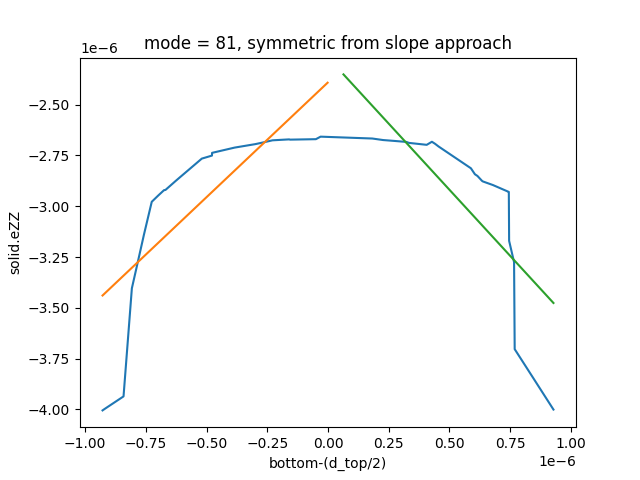 mode = 81, symmetric from slope approach
1e−6
−2.50
−2.75
−3.00
−3.25
−3.50
−3.75
−4.00
solid.eZZ
−1.00 −0.75 −0.50 −0.25 0.00 0.25 0.50 0.75 1.00
bottom-(d_top/2)
1e−6